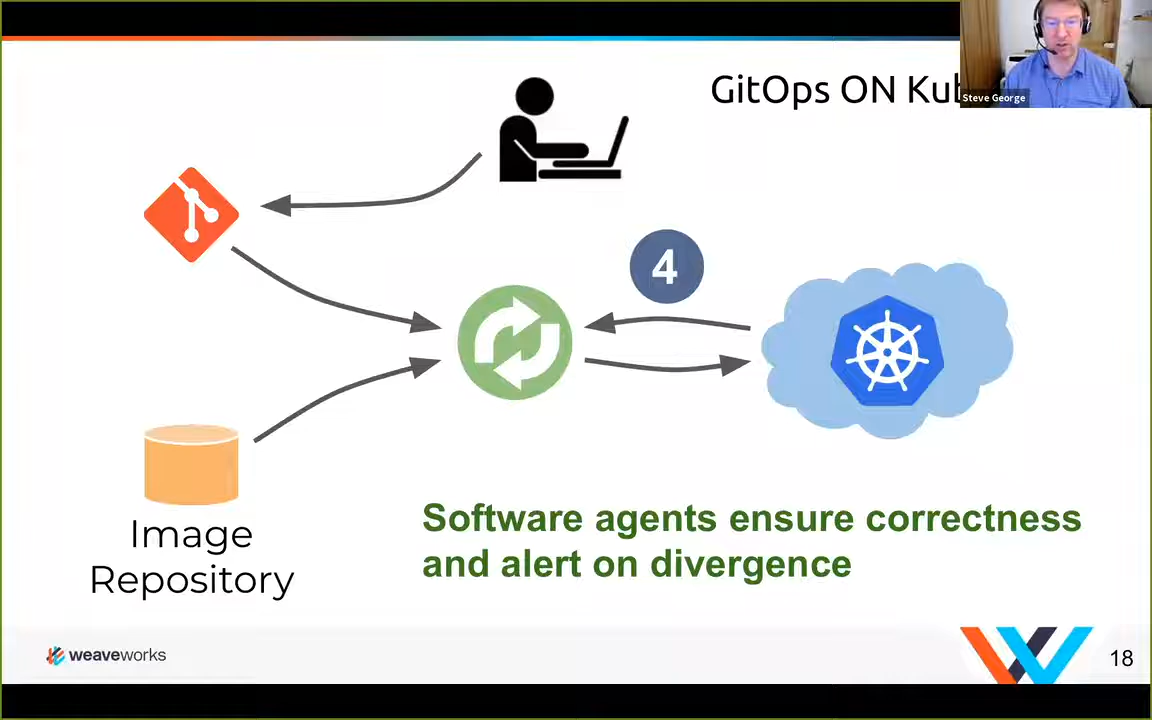 GitOps ON Kub
Steve George
4
Image
Repository
Software agents ensure correctness
and alert on divergence
weaveworks
18